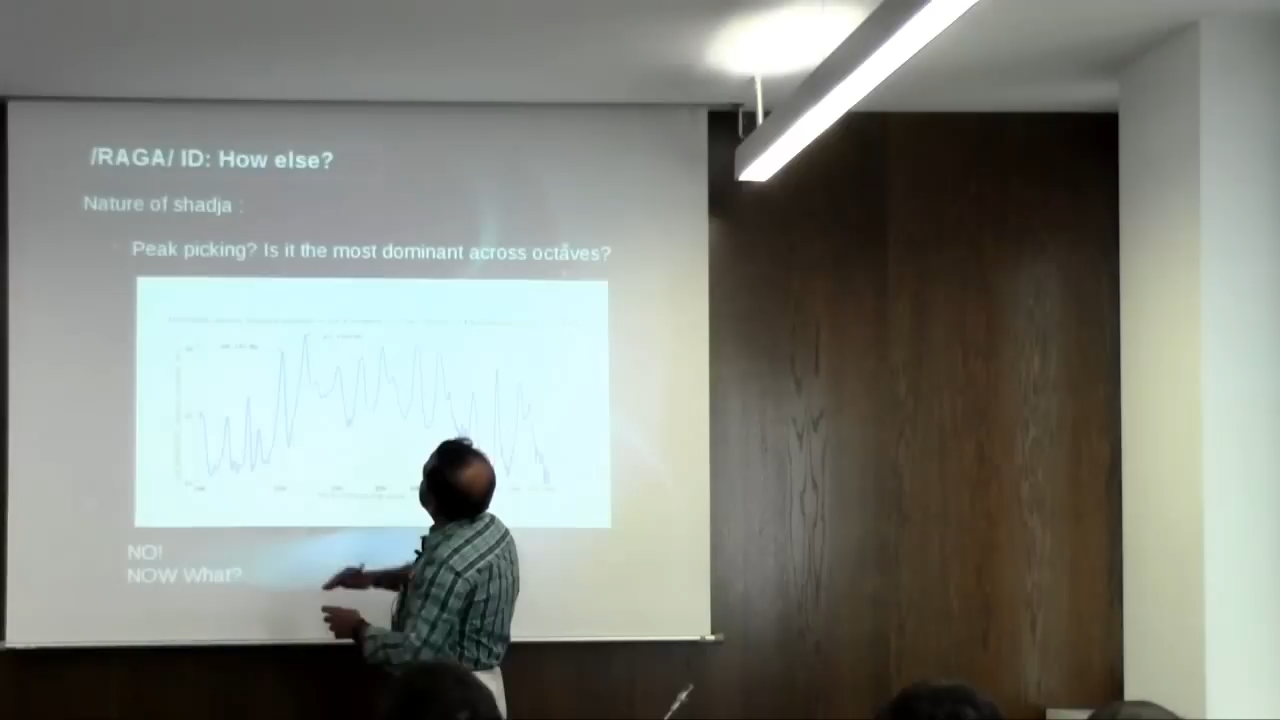 /RAGA/ ID: How else?
Nature of shadja :
Peak picking? Is it the most dominant across octaves?
NO!
NOW What?